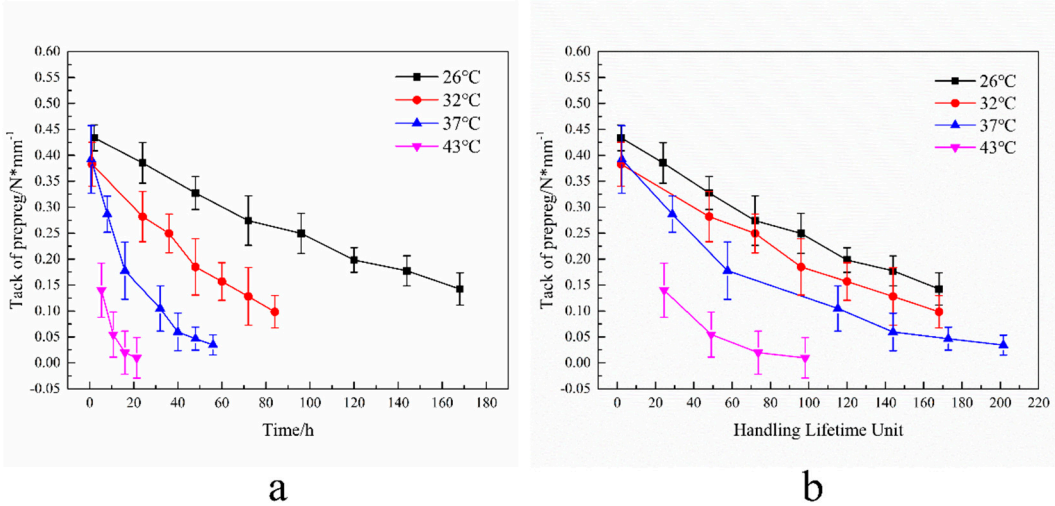 0.60
0.55
0.50
0.45
0.40
0.35
0.30
0.25
0.20
0.15
0.10
0.05
0.00
-0.05
Tack of prepreg/N*mm-1
26°C
32°C
37°C
43°C
0 20 40 60 80 100 120 140 160 180
Time/h
a
0.60
0.55
0.50
0.45
0.40
0.35
0.30
0.25
0.20
0.15
0.10
0.05
0.00
-0.05
Tack of prepreg/N*mm-1
26°C
32°C
37°C
43°C
0 20 40 60 80 100 120 140 160 180 200 220
Handling Lifetime Unit
b